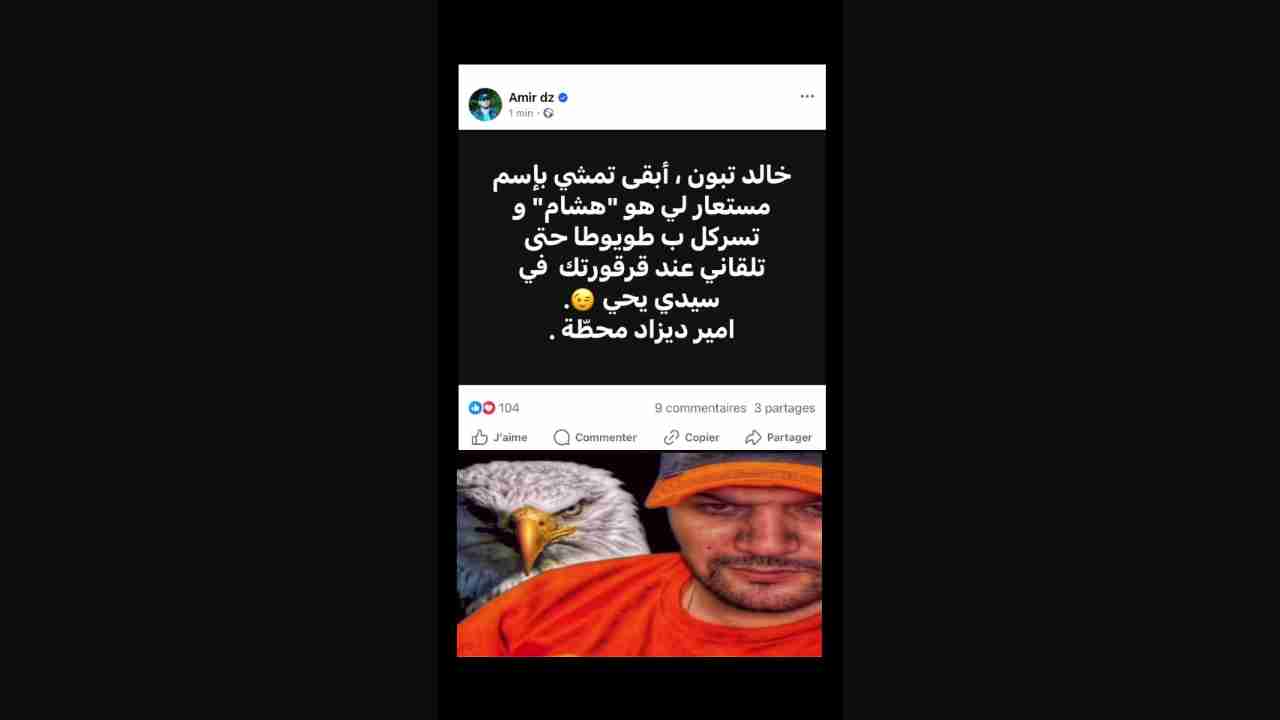 Amir dz
1 min ·
خالد تبون ، أبقى تمشي بإسم
مستعار لي هو "هشام" و
تسركل ب طويوطا حتى
تلقاني عند قرقورتك في
سيدي يحي 😉.
امير ديزاد محطّة .
104
9 commentaires 3 partages
J'aime
Commenter
Copier
Partager